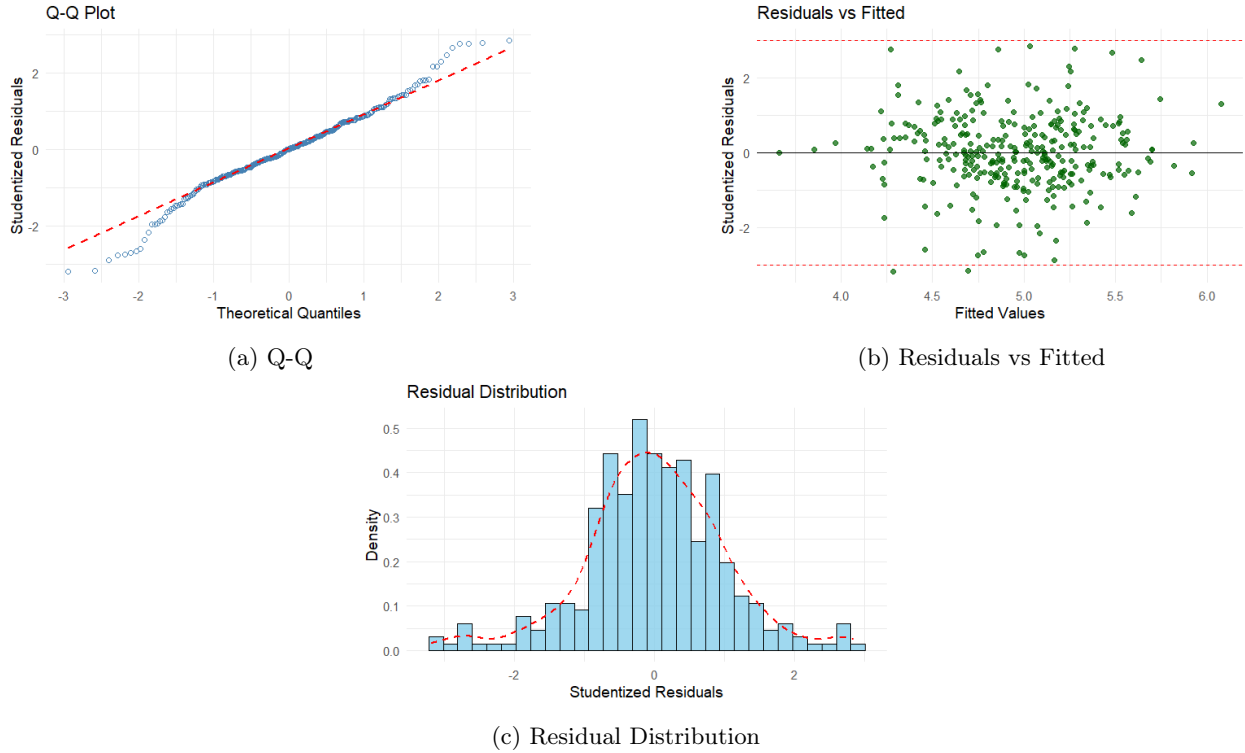 Q-Q Plot
Studentized Residuals
2
0
-2
-3
-2
-1
0
1
2
3
Theoretical Quantiles
(a) Q-Q
Residuals vs Fitted
Studentized Residuals
2
0
-2
4.0
4.5
5.0
5.5
6.0
Fitted Values
(b) Residuals vs Fitted
Residual Distribution
Density
0.5
0.4
0.3
0.2
0.1
0.0
-2
0
2
Studentized Residuals
(c) Residual Distribution